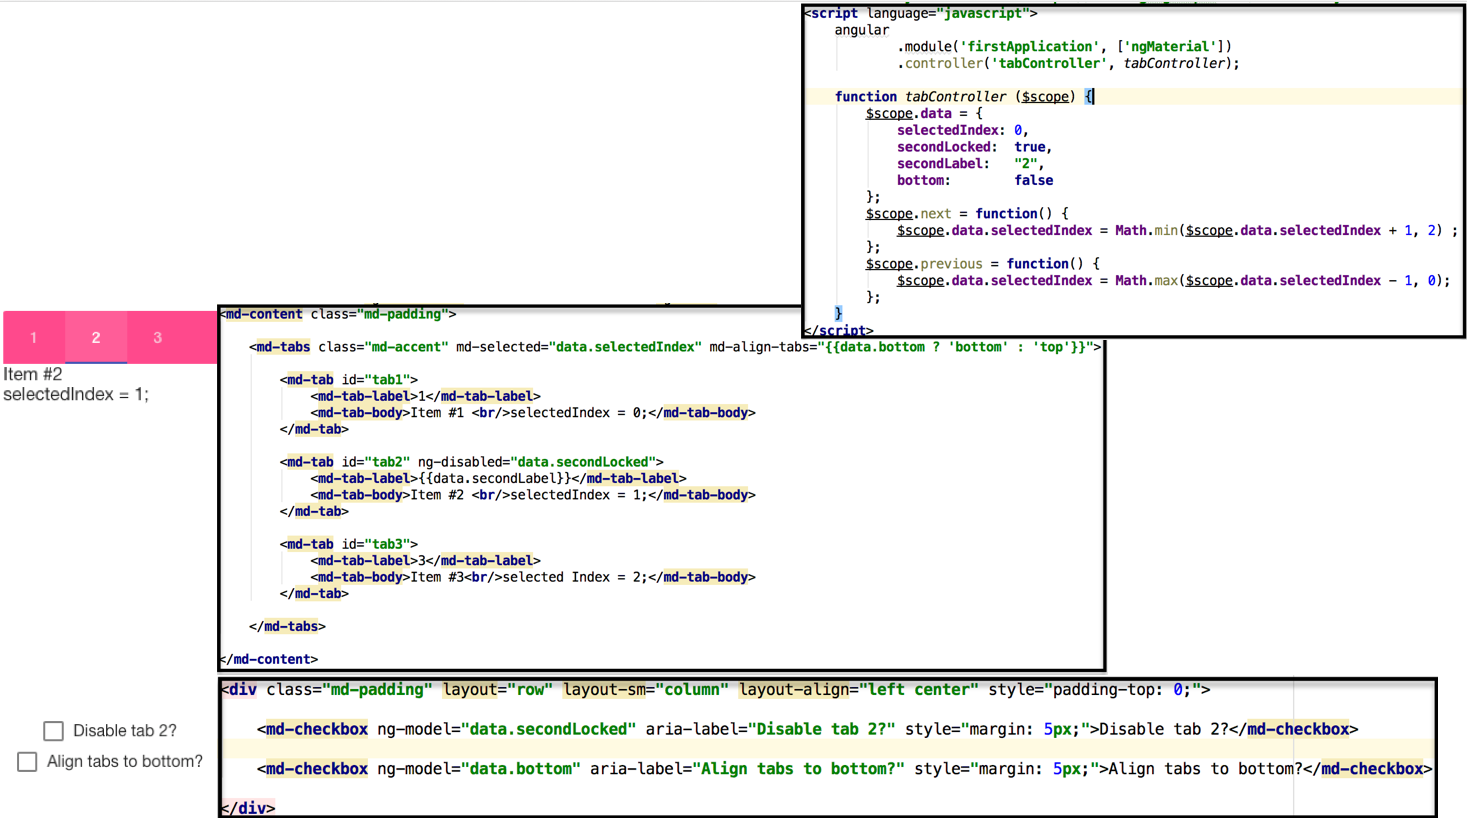 <script language="javascript">
angular
.module('firstApplication', ['ngMaterial'])
.controller('tabController', tabController);
function tabController ($scope) {
$scope.data = {
selectedIndex: 0,
secondLocked: true,
secondLabel: "2",
bottom: false
};
$scope.next = function() {
$scope.data.selectedIndex = Math.min($scope.data.selectedIndex + 1, 2) ;
};
$scope.previous = function() {
$scope.data.selectedIndex = Math.max($scope.data.selectedIndex - 1, 0);
};
}
</script>
1 2 3
Item #2
selectedIndex = 1;
<md-content class="md-padding">
<md-tabs class="md-accent" md-selected="data.selectedIndex" md-align-tabs="{{data.bottom ? 'bottom' : 'top'}}">
<md-tab id="tab1">
<md-tab-label>1</md-tab-label>
<md-tab-body>Item #1 <br/>selectedIndex = 0;</md-tab-body>
</md-tab>
<md-tab id="tab2" ng-disabled="data.secondLocked">
<md-tab-label>{{data.secondLabel}}</md-tab-label>
<md-tab-body>Item #2 <br/>selectedIndex = 1;</md-tab-body>
</md-tab>
<md-tab id="tab3">
<md-tab-label>3</md-tab-label>
<md-tab-body>Item #3<br/>selected Index = 2;</md-tab-body>
</md-tab>
</md-tabs>
</md-content>
Disable tab 2?
Align tabs to bottom?
<div class="md-padding" layout="row" layout-sm="column" layout-align="left center" style="padding-top: 0;">
<md-checkbox ng-model="data.secondLocked" aria-label="Disable tab 2?" style="margin: 5px;">Disable tab 2?</md-checkbox>
<md-checkbox ng-model="data.bottom" aria-label="Align tabs to bottom?" style="margin: 5px;">Align tabs to bottom?</md-checkbox>
</div>